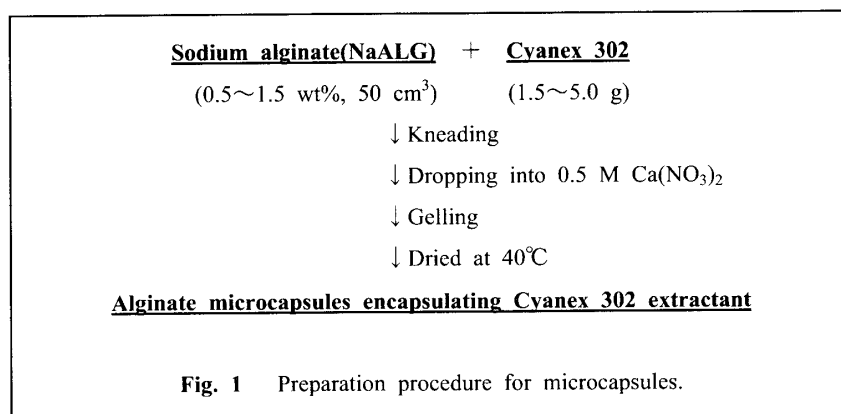 Sodium alginate(NaALG) + Cyanex 302
(0.5～1.5 wt%, 50 cm³) (1.5～5.0 g)
↓ Kneading
↓ Dropping into 0.5 M Ca(NO₃)₂
↓ Gelling
↓ Dried at 40℃
Alginate microcapsules encapsulating Cyanex 302 extractant
Fig. 1 Preparation procedure for microcapsules.